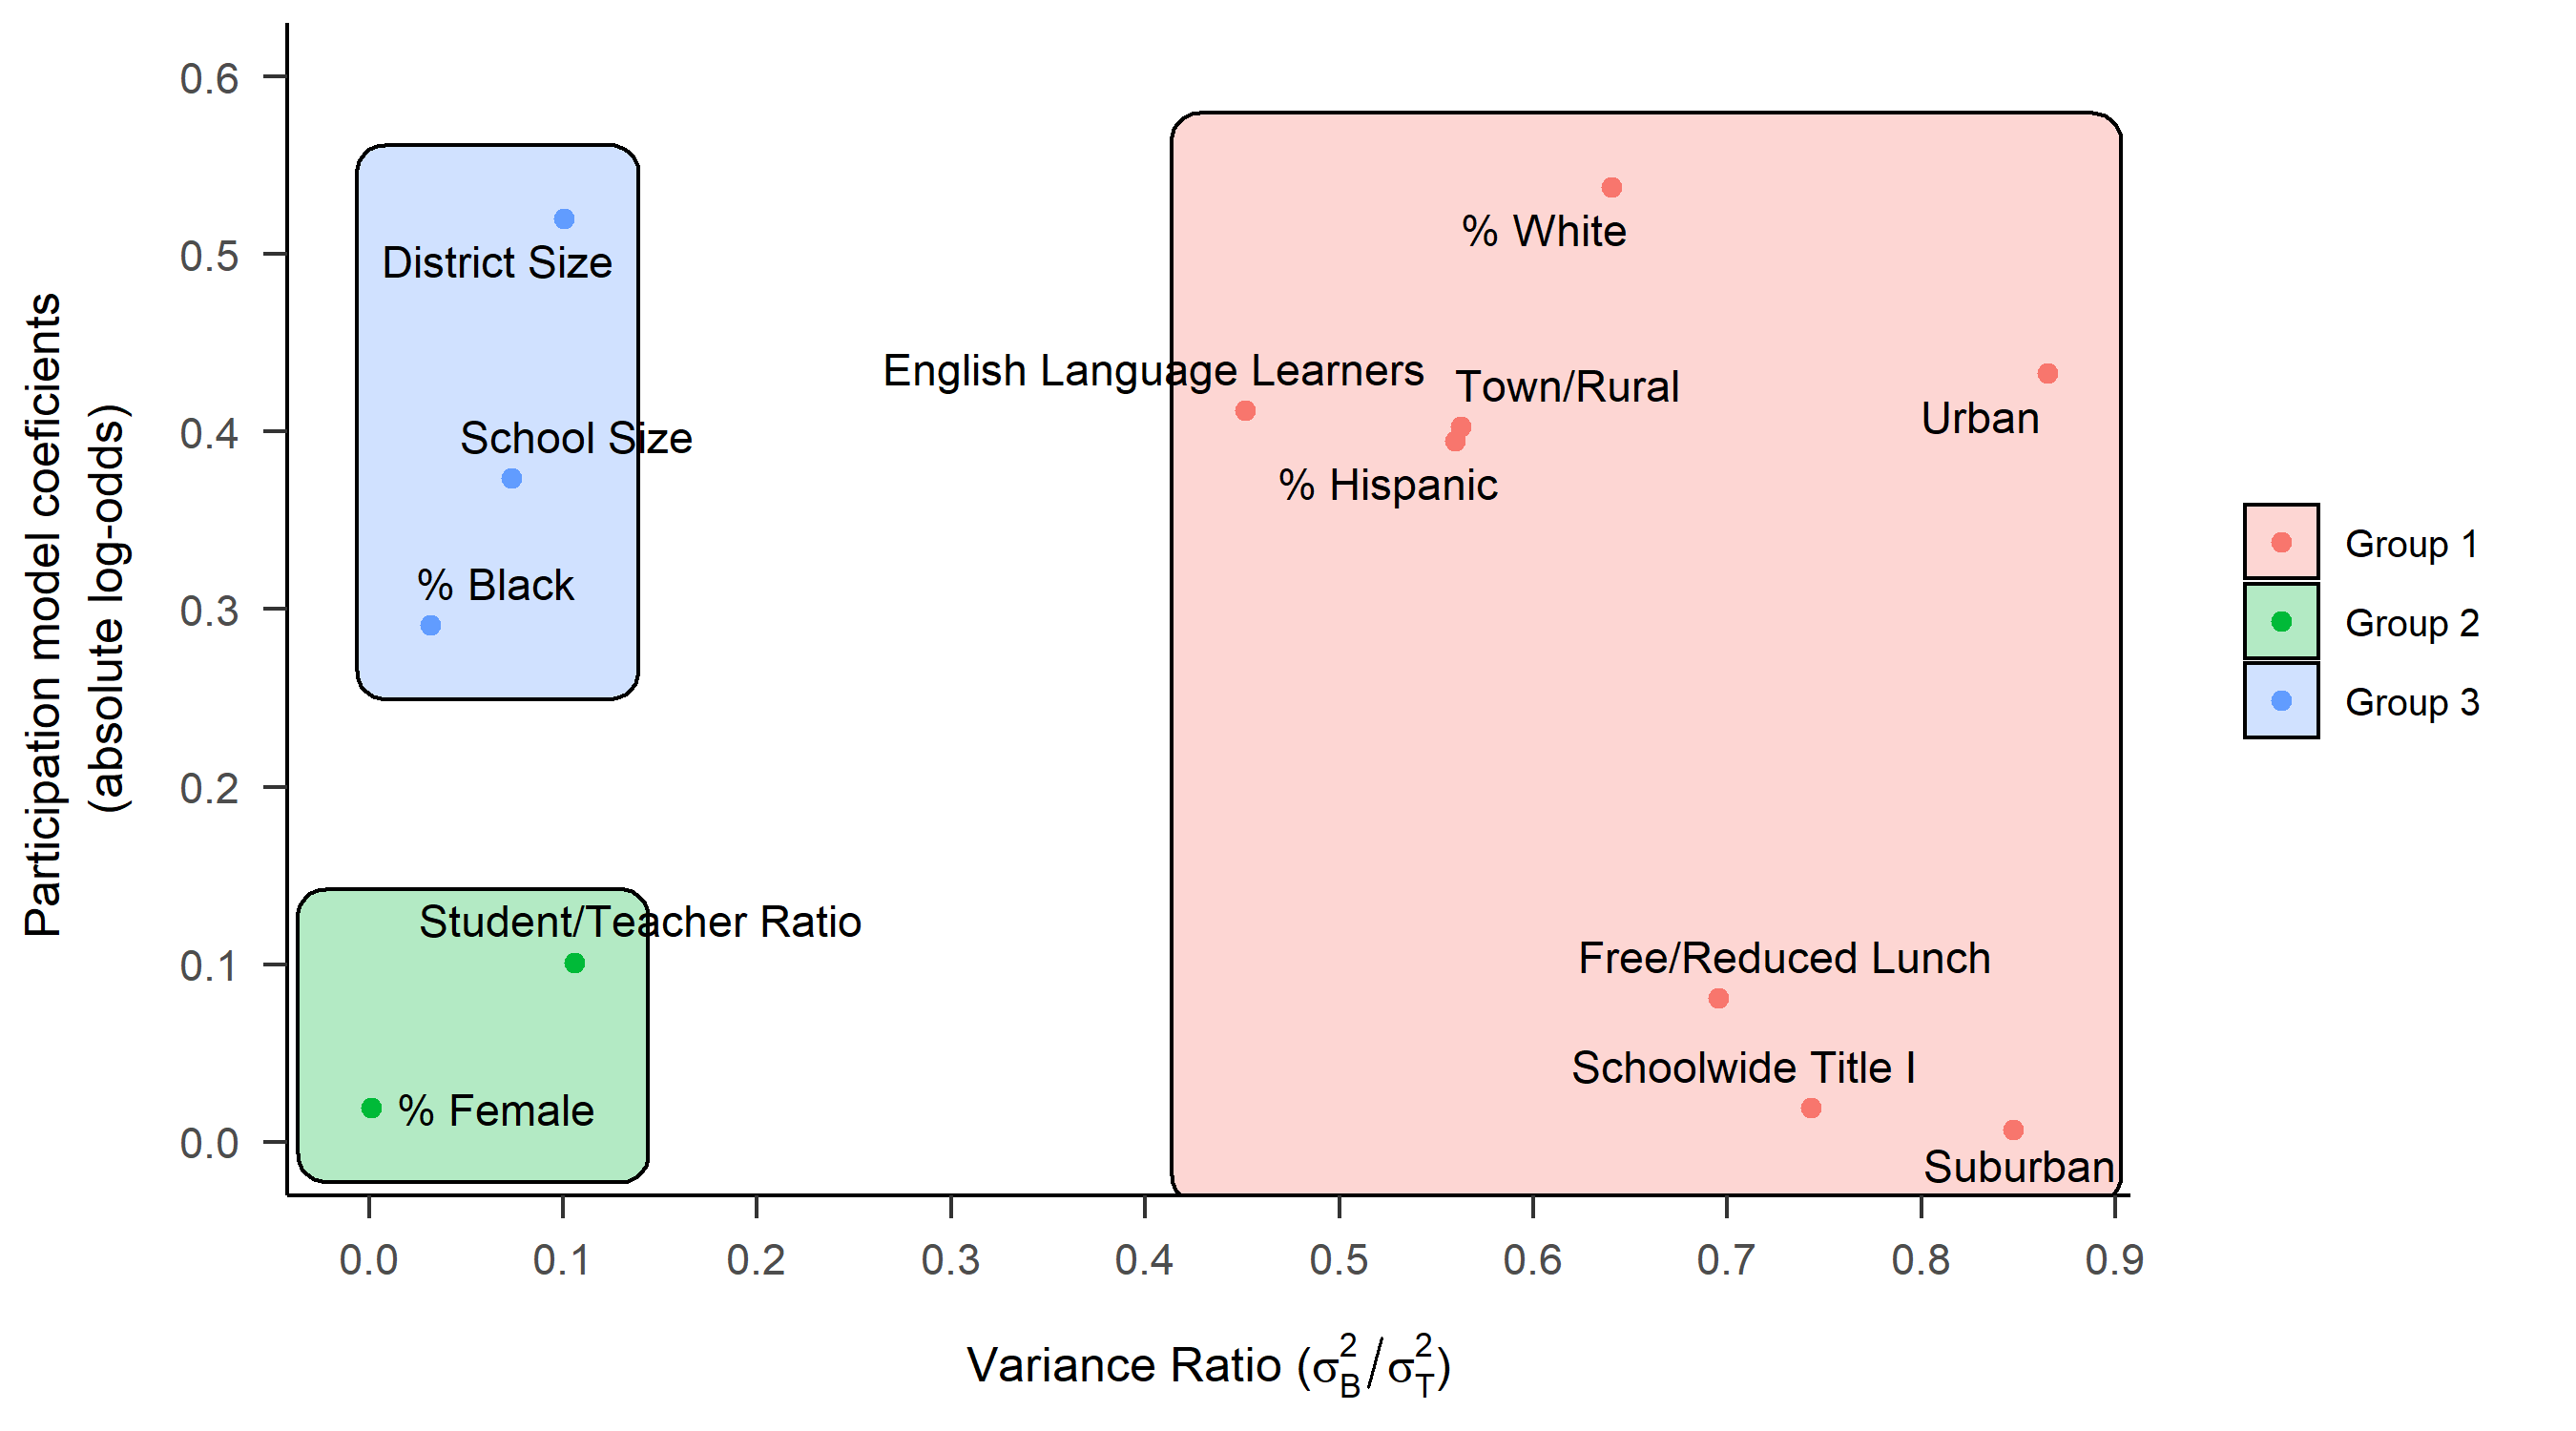 Participation model coeficients
(absolute log-odds)
0.6
0.5
0.4
0.3
0.2
0.1
0.0
District Size
School Size
% Black
Student/Teacher Ratio
% Female
% White
English Language Learners
Town/Rural
Urban
% Hispanic
Free/Reduced Lunch
Schoolwide Title I
Suburban
0.0 0.1 0.2 0.3 0.4 0.5 0.6 0.7 0.8 0.9
Variance Ratio (σ²B/σ²T)
Group 1
Group 2
Group 3